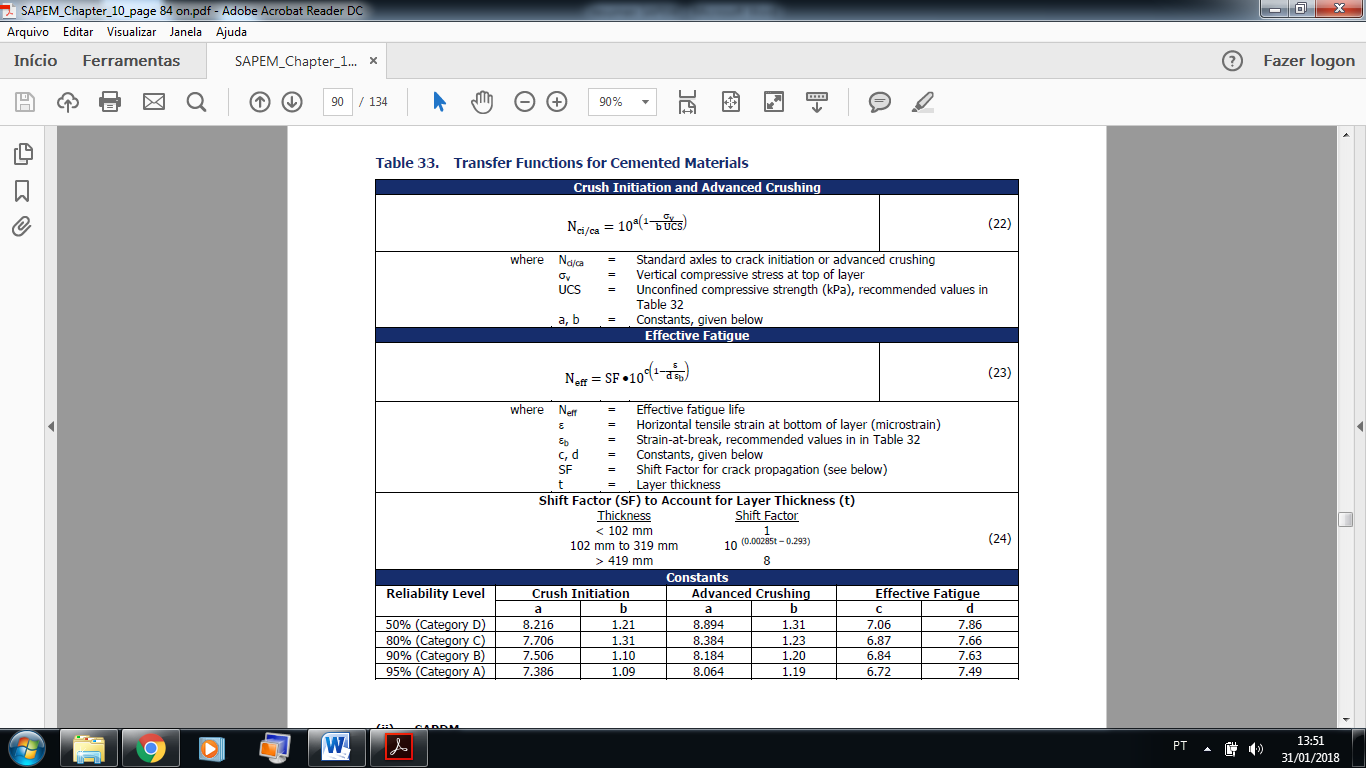 SAPEM_Chapter_10_page 84 on.pdf - Adobe Acrobat Reader DC
Arquivo Editar Visualizar Janela Ajuda
Início Ferramentas SAPEM_Chapter_1... × ? Fazer logon
90 / 134 90%
Table 33. Transfer Functions for Cemented Materials
Crush Initiation and Advanced Crushing
N_ci/ca = 10^a(1-σv/b UCS) (22)
where N_ci/ca = Standard axles to crack initiation or advanced crushing
σv = Vertical compressive stress at top of layer
UCS = Unconfined compressive strength (kPa), recommended values in
Table 32
a, b = Constants, given below
Effective Fatigue
N_eff = SF •10^c(1-ε/d εb) (23)
where N_eff = Effective fatigue life
ε = Horizontal tensile strain at bottom of layer (microstrain)
εb = Strain-at-break, recommended values in in Table 32
c, d = Constants, given below
SF = Shift Factor for crack propagation (see below)
t = Layer thickness
Shift Factor (SF) to Account for Layer Thickness (t)
Thickness Shift Factor
< 102 mm 1
102 mm to 319 mm 10 (0.00285t – 0.293) (24)
> 419 mm 8
Constants
Reliability Level Crush Initiation Advanced Crushing Effective Fatigue
a b a b c d
50% (Category D) 8.216 1.21 8.894 1.31 7.06 7.86
80% (Category C) 7.706 1.31 8.384 1.23 6.87 7.66
90% (Category B) 7.506 1.10 8.184 1.20 6.84 7.63
95% (Category A) 7.386 1.09 8.064 1.19 6.72 7.49
PT 13:51
31/01/2018